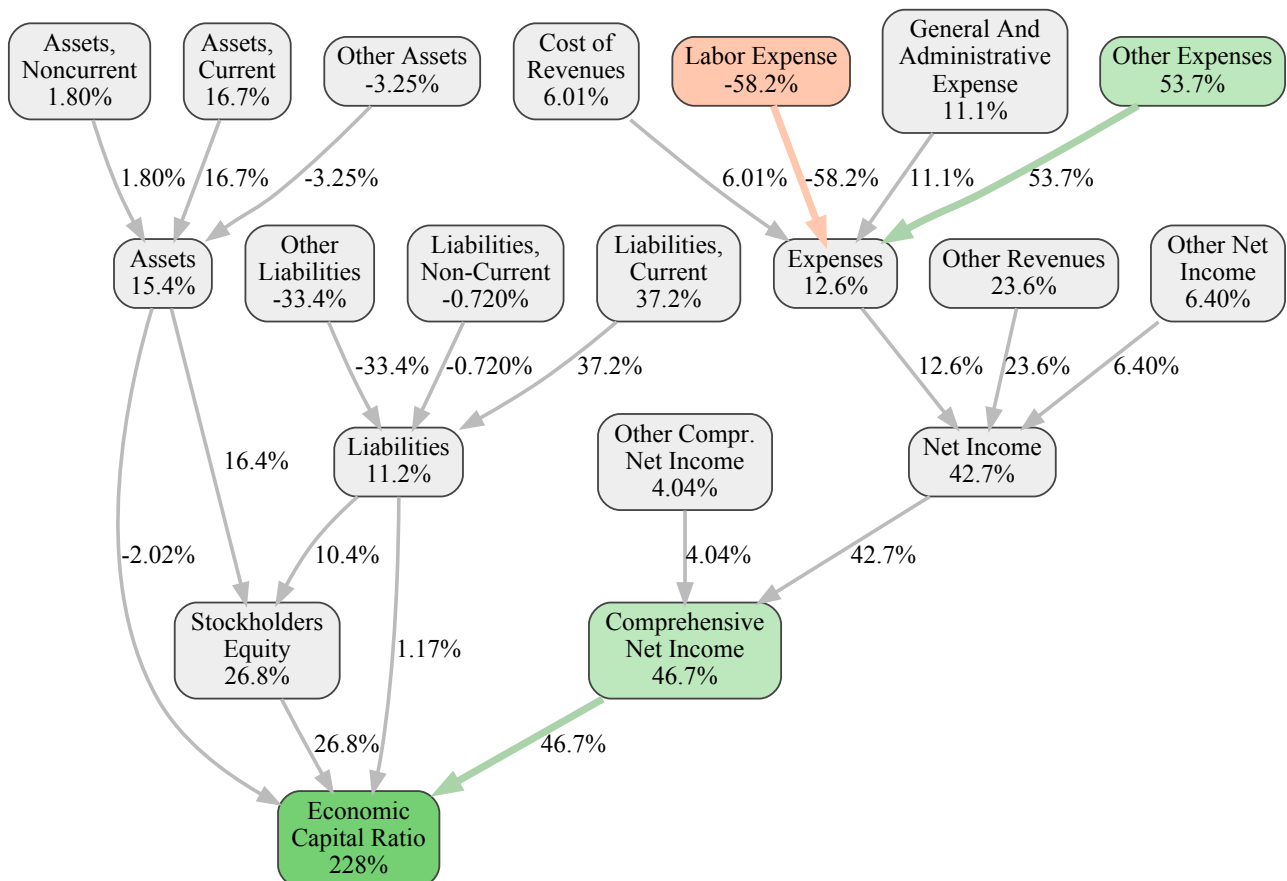 Assets,
Noncurrent
1.80%
Assets,
Current
16.7%
Other Assets
-3.25%
Cost of
Revenues
6.01%
Labor Expense
-58.2%
General And
Administrative
Expense
11.1%
Other Expenses
53.7%
1.80%
16.7%
-3.25%
6.01%
-58.2%
11.1%
53.7%
Assets
15.4%
Other
Liabilities
-33.4%
Liabilities,
Non-Current
-0.720%
Liabilities,
Current
37.2%
Expenses
12.6%
Other Revenues
23.6%
Other Net
Income
6.40%
-33.4%
-0.720%
37.2%
12.6%
23.6%
6.40%
Liabilities
11.2%
Other Compr.
Net Income
4.04%
Net Income
42.7%
16.4%
-2.02%
10.4%
4.04%
42.7%
Stockholders
Equity
26.8%
1.17%
Comprehensive
Net Income
46.7%
26.8%
46.7%
Economic
Capital Ratio
228%